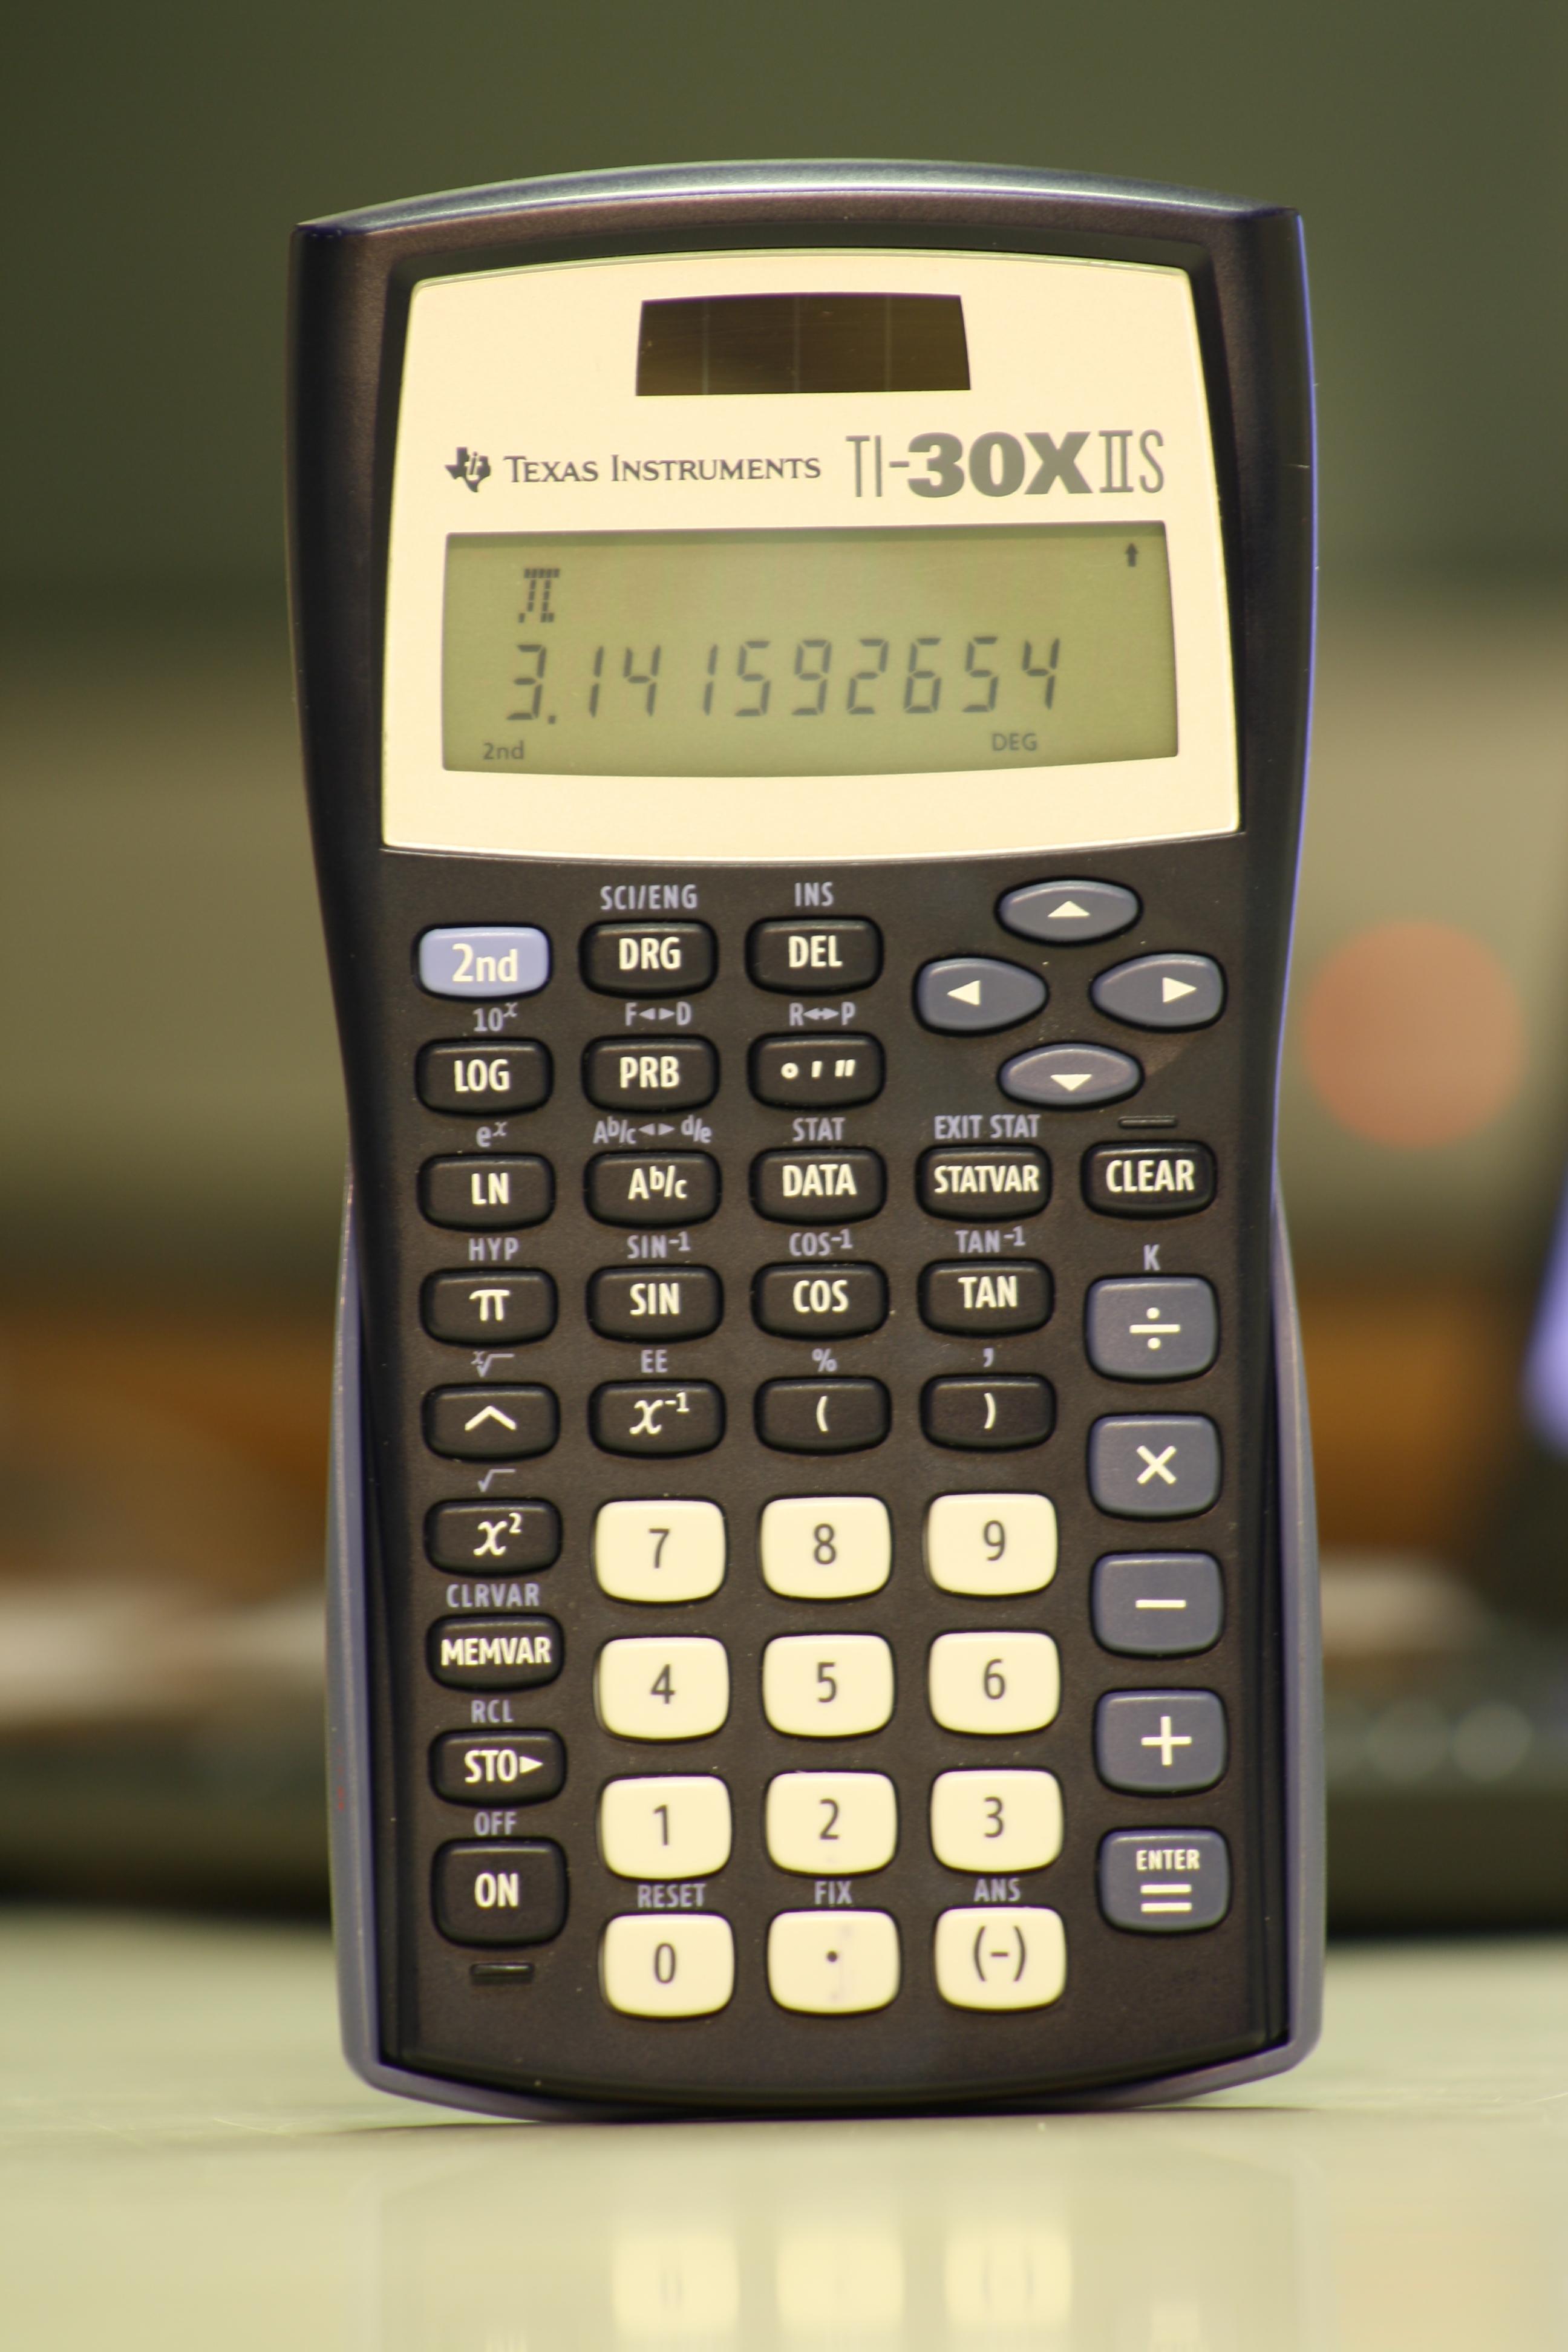 TEXAS INSTRUMENTS TI-30X IIS
π
3.141592654
2nd DEG
SCI/ENG INS
2nd DRG DEL
10ˣ F◄►D R◄►P
LOG PRB ° ' "
eˣ Ab/c◄► d/e STAT EXIT STAT
LN Ab/c DATA STATVAR CLEAR
HYP SIN⁻¹ COS⁻¹ TAN⁻¹ K
π SIN COS TAN ÷
ˣ√ EE % ,
^ x⁻¹ ( ) ×
√
x² 7 8 9 −
CLRVAR
MEMVAR 4 5 6 +
RCL
STO► 1 2 3
OFF
ON ENTER =
RESET FIX ANS
0 . (−)